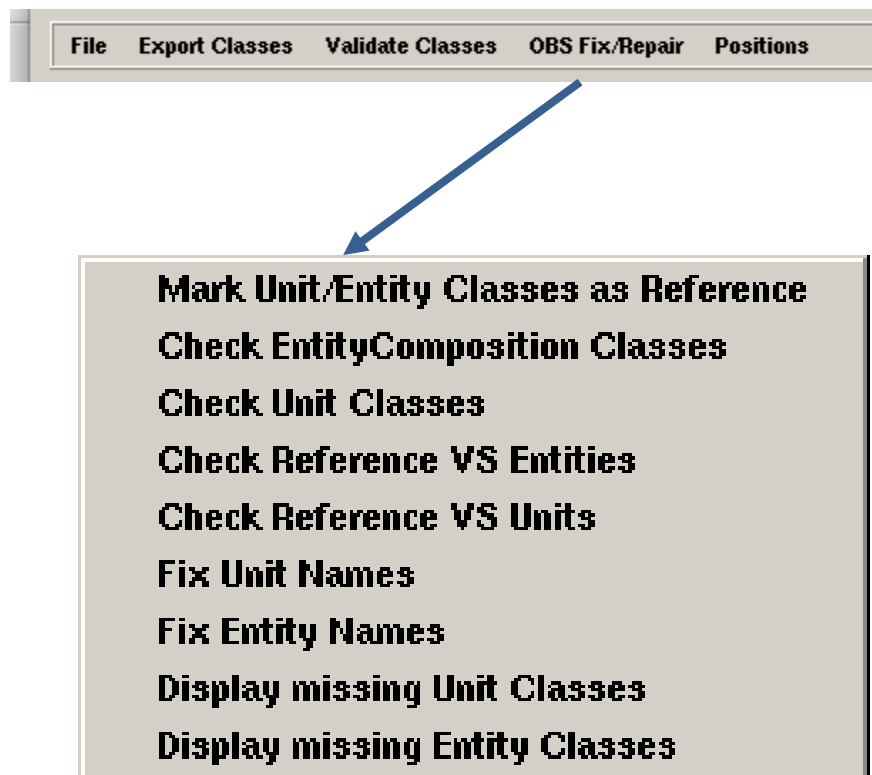 File Export Classes Validate Classes OBS Fix/Repair Positions
Mark Unit/Entity Classes as Reference
Check EntityComposition Classes
Check Unit Classes
Check Reference VS Entities
Check Reference VS Units
Fix Unit Names
Fix Entity Names
Display missing Unit Classes
Display missing Entity Classes